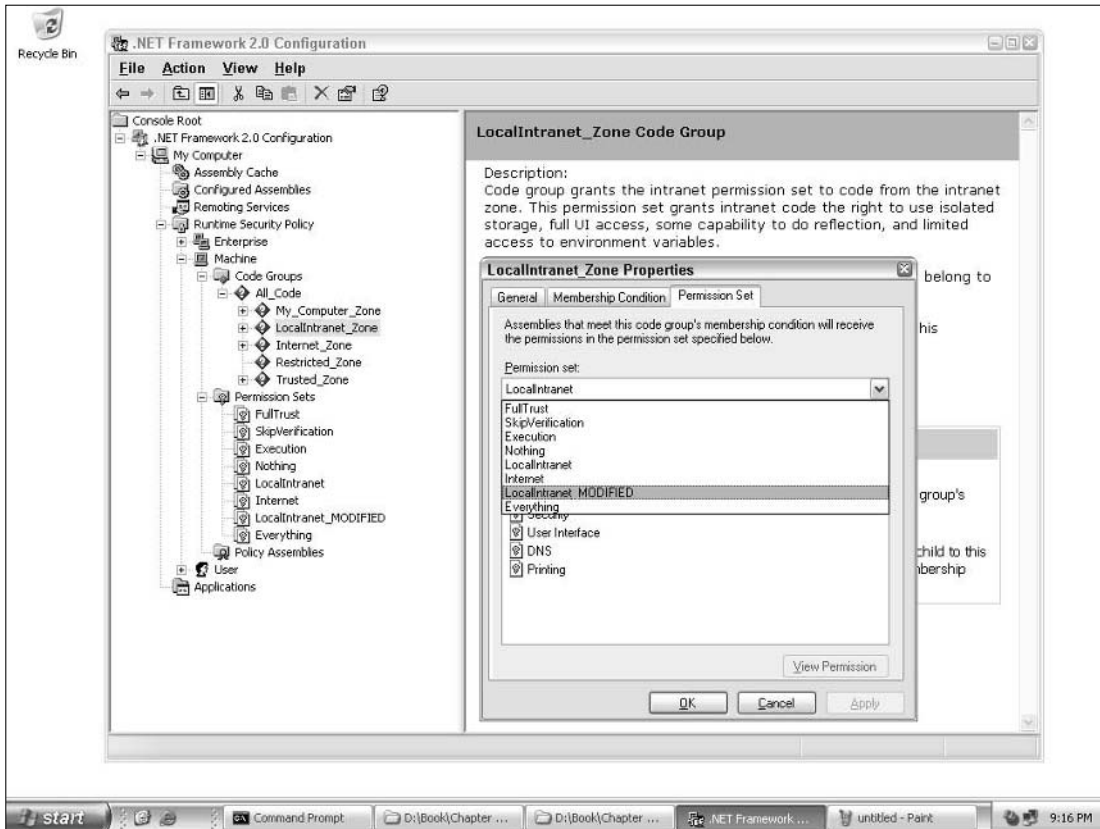 Recycle Bin
.NET Framework 2.0 Configuration
File Action View Help
Console Root
.NET Framework 2.0 Configuration
My Computer
Assembly Cache
Configured Assemblies
Remoting Services
Runtime Security Policy
Enterprise
Machine
Code Groups
All_Code
My_Computer_Zone
LocalIntranet_Zone
Internet_Zone
Restricted_Zone
Trusted_Zone
Permission Sets
FullTrust
SkipVerification
Execution
Nothing
LocalIntranet
Internet
LocalIntranet_MODIFIED
Everything
Policy Assemblies
User
Applications
LocalIntranet_Zone Code Group
Description:
Code group grants the intranet permission set to code from the intranet
zone. This permission set grants intranet code the right to use isolated
storage, full UI access, some capability to do reflection, and limited
access to environment variables.
belong to
his
group's
child to this
bership
LocalIntranet_Zone Properties
General Membership Condition Permission Set
Assemblies that meet this code group's membership condition will receive
the permissions in the permission set specified below.
Permission set:
LocalIntranet
FullTrust
SkipVerification
Execution
Nothing
LocalIntranet
Internet
LocalIntranet_MODIFIED
Everything
Security
User Interface
DNS
Printing
View Permission
OK Cancel Apply
start Command Prompt D:\Book\Chapter ... D:\Book\Chapter ... .NET Framework ... untitled - Paint 9:16 PM